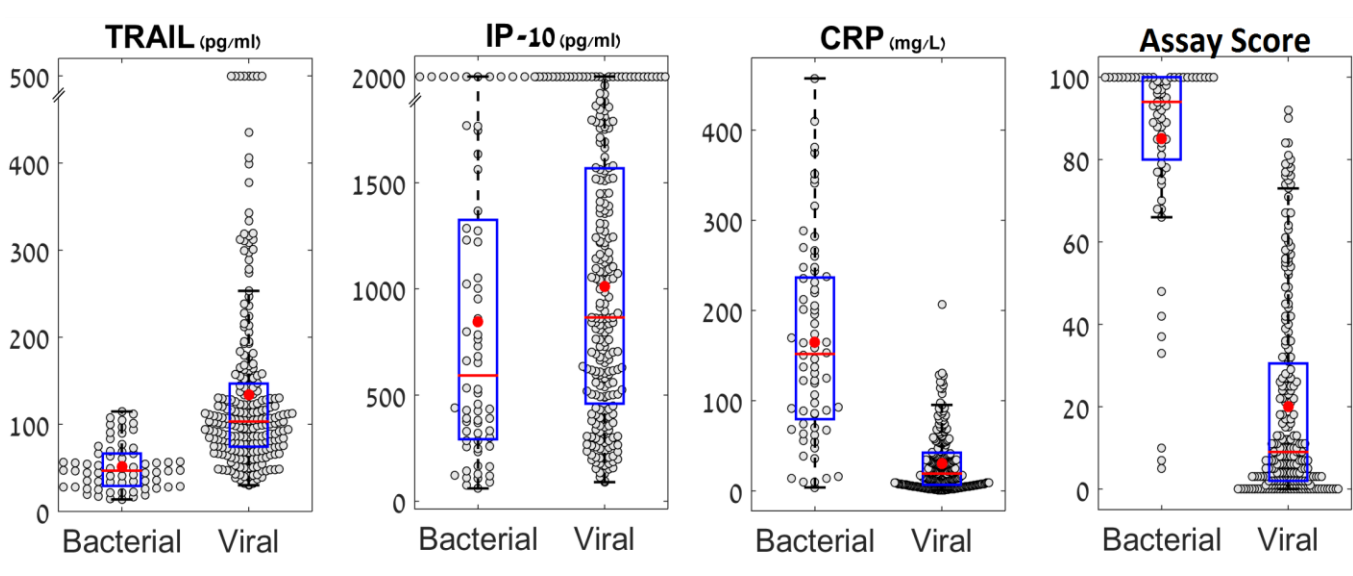 TRAIL (pg/ml)
500
400
300
200
100
0
Bacterial Viral
IP-10 (pg/ml)
2000
1500
1000
500
0
Bacterial Viral
CRP (mg/L)
400
300
200
100
0
Bacterial Viral
Assay Score
100
80
60
40
20
0
Bacterial Viral